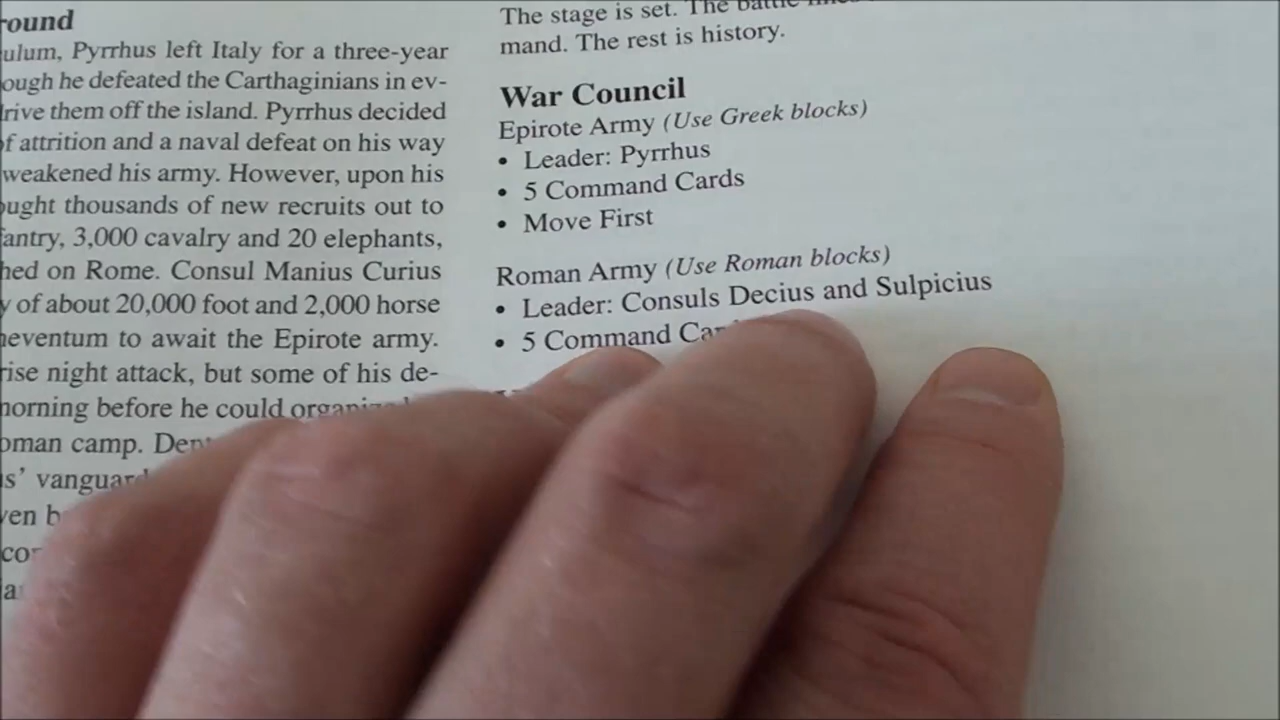 round
ulum, Pyrrhus left Italy for a three-year
ough he defeated the Carthaginians in ev-
drive them off the island. Pyrrhus decided
of attrition and a naval defeat on his way
weakened his army. However, upon his
ought thousands of new recruits out to
antry, 3,000 cavalry and 20 elephants,
hed on Rome. Consul Manius Curius
y of about 20,000 foot and 2,000 horse
neventum to await the Epirote army.
rise night attack, but some of his de-
morning before he could
oman camp.
us' vanguard
ven
The stage is set. The battle
mand. The rest is history.
War Council
Epirote Army (Use Greek blocks)
• Leader: Pyrrhus
• 5 Command Cards
• Move First
Roman Army (Use Roman blocks)
• Leader: Consuls Decius and Sulpicius
• 5 Command